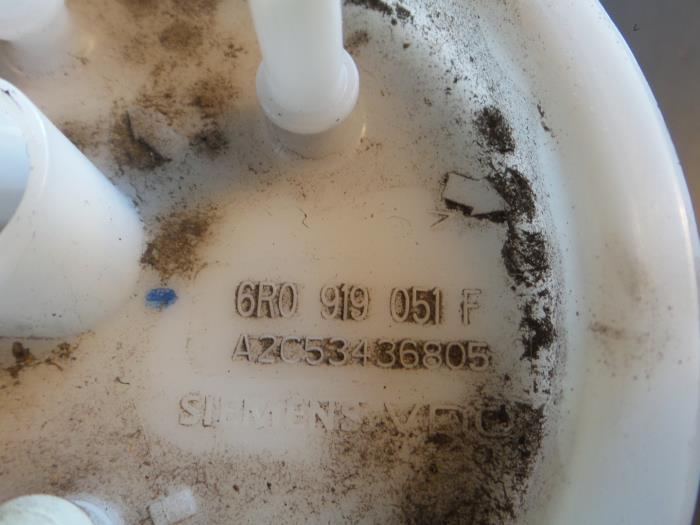 6R0 919 051 F
A2C53436805
SIEMENS VDO